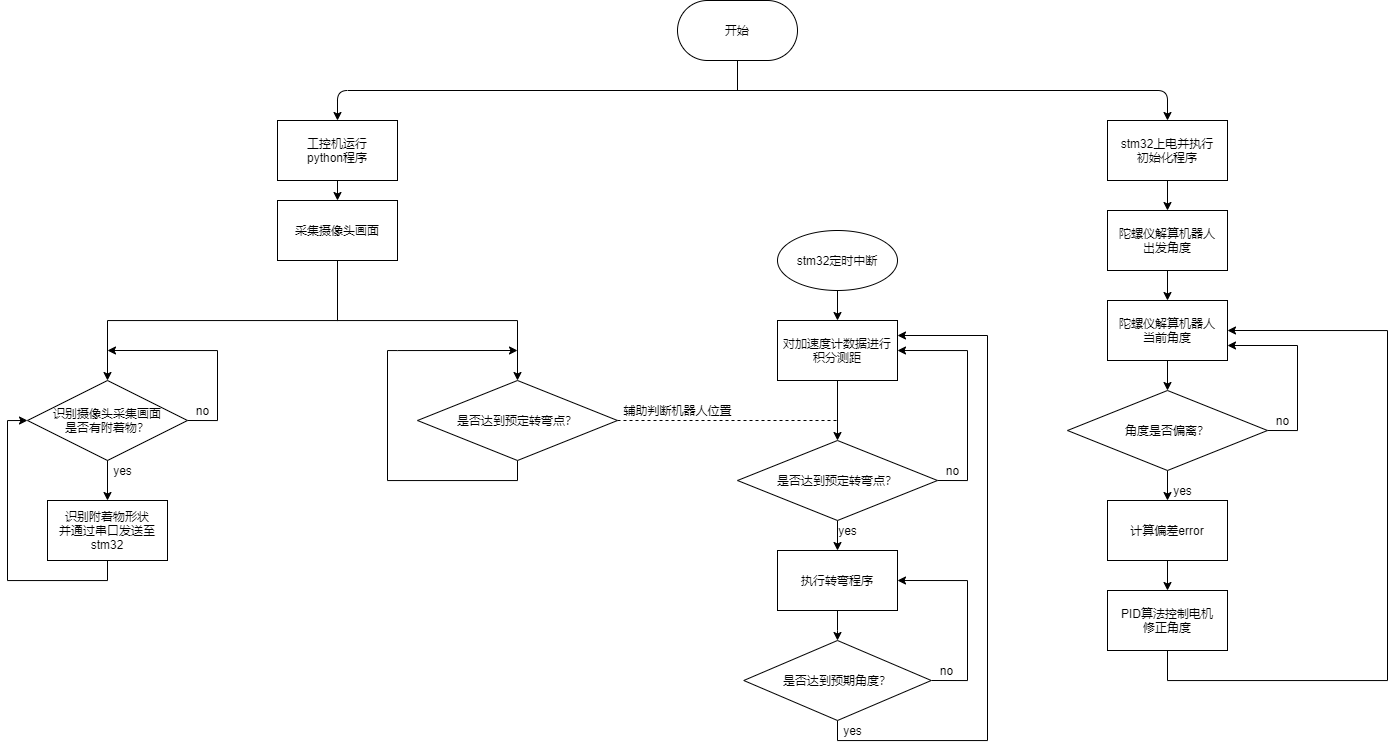 开始
工控机运行
python程序
采集摄像头画面
识别摄像头采集画面
是否有附着物?
no
yes
识别附着物形状
并通过串口发送至
stm32
是否达到预定转弯点?
辅助判断机器人位置
stm32定时中断
对加速度计数据进行
积分测距
是否达到预定转弯点?
no
yes
执行转弯程序
是否达到预期角度?
no
yes
stm32上电并执行
初始化程序
陀螺仪解算机器人
出发角度
陀螺仪解算机器人
当前角度
角度是否偏离?
no
yes
计算偏差error
PID算法控制电机
修正角度